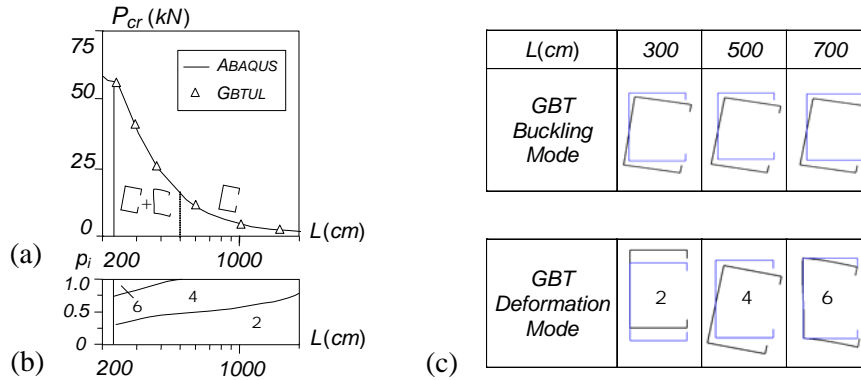 P_cr (kN)
75
50
25
0
ABAQUS
GBTUL
+
L(cm)
(a)
200
1000
p_i
1.0
0.5
0.0
6
4
2
L(cm)
(b)
200
1000
L(cm) 300 500 700
GBT
Buckling
Mode
GBT
Deformation
Mode
2 4 6
(c)